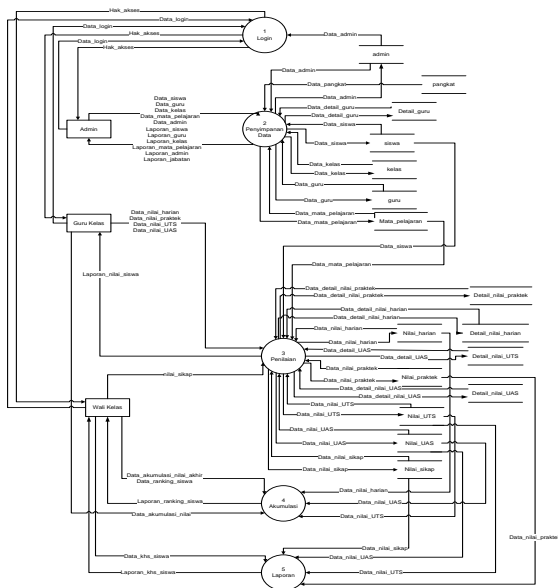 Hak_akses
Data_login
Data_login
Hak_akses
Data_login
Hak_akses
1
Login
Data_admin
admin
Data_admin
Data_pangkat
pangkat
Data_admin
Data_detail_guru
Detail_guru
Data_detail_guru
Data_siswa
Data_siswa
siswa
Data_kelas
kelas
Data_kelas
Data_guru
guru
Data_guru
Data_mata_pelajaran
Data_mata_pelajaran
Mata_pelajaran
2
Penyimpanan
Data
Admin
Data_siswa
Data_guru
Data_kelas
Data_mata_pelajaran
Data_admin
Laporan_siswa
Laporan_guru
Laporan_kelas
Laporan_mata_pelajaran
Laporan_admin
Laporan_jabatan
Guru Kelas
Data_nilai_harian
Data_nilai_praktek
Data_nilai_UTS
Data_nilai_UAS
Data_siswa
Data_mata_pelajaran
Laporan_nilai_siswa
Data_detail_nilai_praktek
Data_detail_nilai_praktek
Detail_nilai_praktek
Data_detail_nilai_harian
Data_detail_nilai_harian
Data_nilai_harian
Nilai_harian
Detail_nilai_harian
Data_nilai_harian
3
Penilaian
Data_detail_UAS
Data_detail_UAS
Detail_nilai_UTS
Data_nilai_praktek
Data_nilai_praktek
Nilai_praktek
Data_detail_nilai_UAS
Data_detail_nilai_UAS
Detail_nilai_UAS
nilai_sikap
Wali Kelas
Data_nilai_UTS
Data_nilai_UTS
Nilai_UTS
Data_nilai_UAS
Data_nilai_UAS
Nilai_UAS
Data_nilai_sikap
Data_nilai_sikap
Nilai_sikap
Data_akumulasi_nilai_akhir
Data_ranking_siswa
Data_nilai_harian
4
Akumulasi
Laporan_ranking_siswa
Data_nilai_UAS
Data_akumulasi_nilai
Data_nilai_UTS
Data_nilai_praktek
Data_nilai_sikap
Data_khs_siswa
Data_nilai_UAS
5
Laporan
Laporan_khs_siswa
Data_nilai_UTS